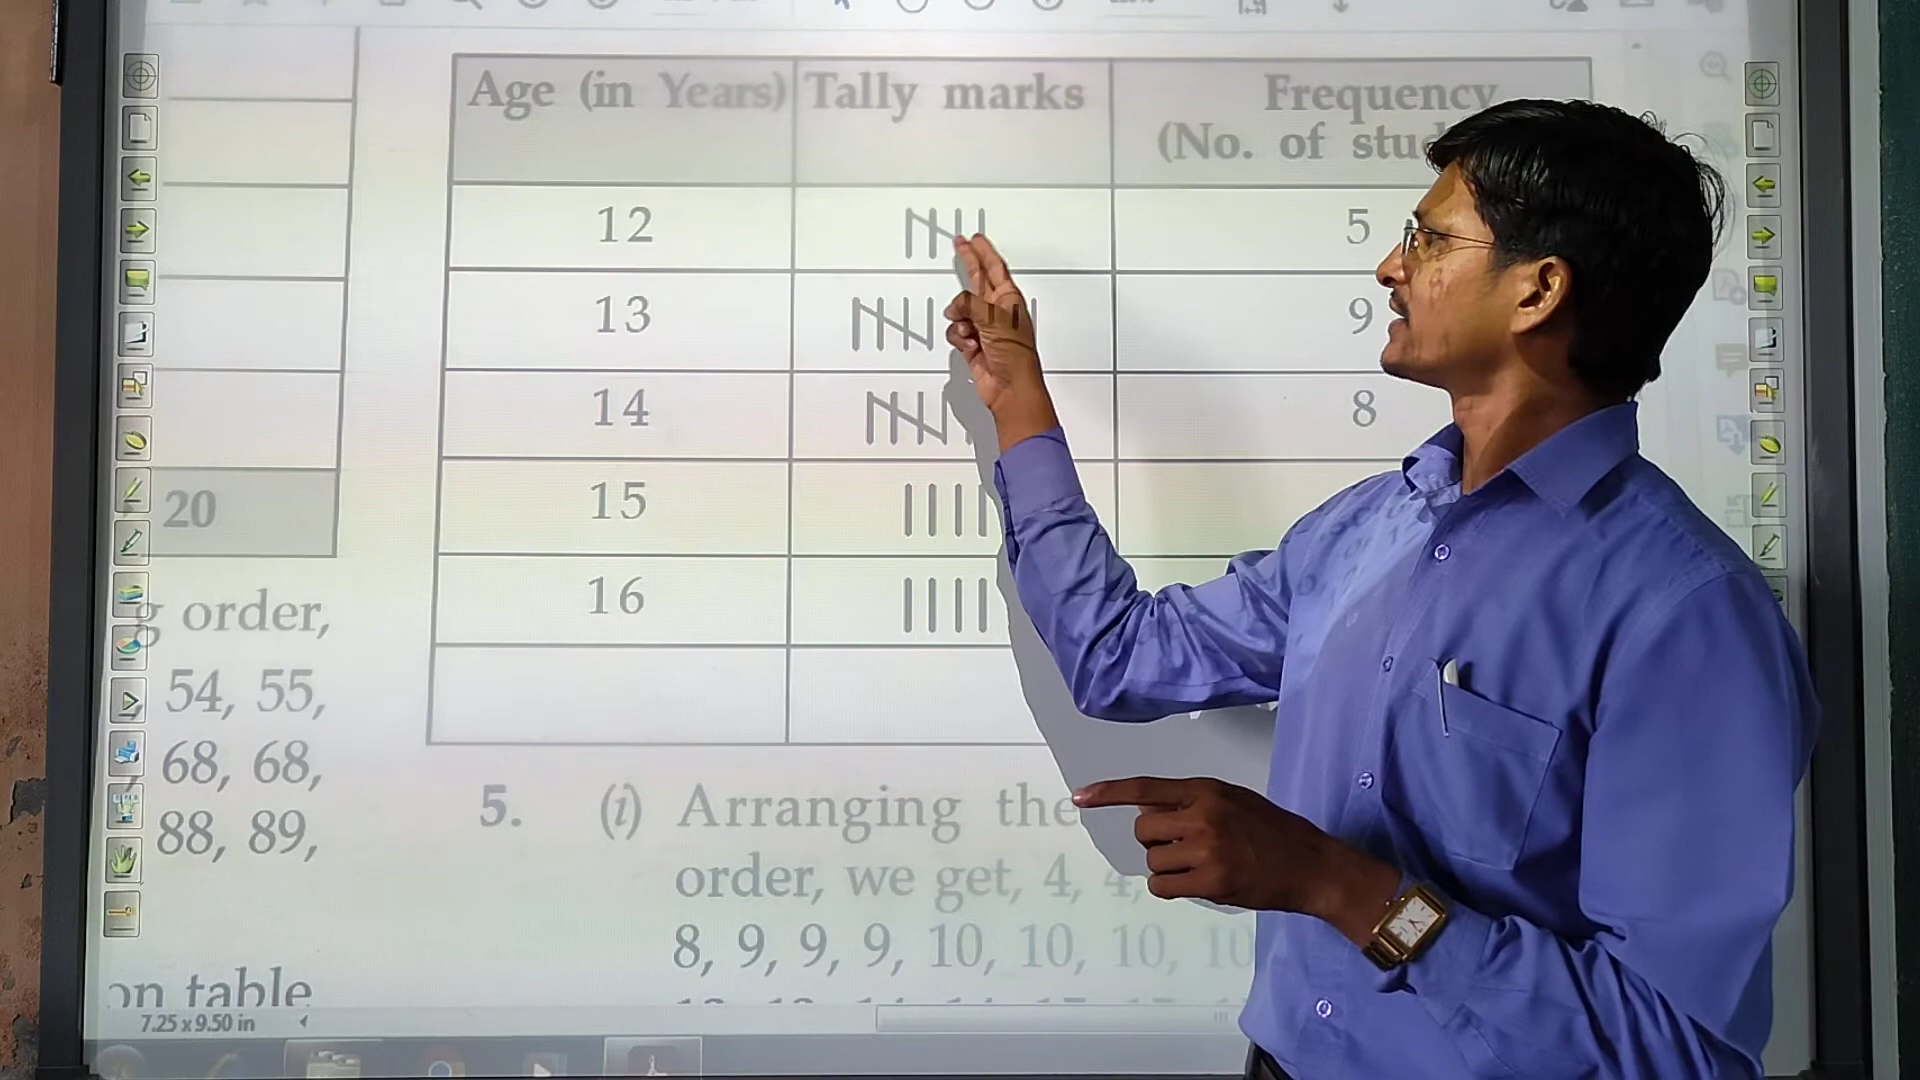 Age (in Years) Tally marks Frequency
(No. of
12 5
13 9
14 8
15
16
20
g order,
54, 55,
68, 68,
88, 89,
on table
5. (i) Arranging the
order, we get, 4, 4,
8, 9, 9, 9, 10, 10, 10, 10
7.25 x 9.50 in